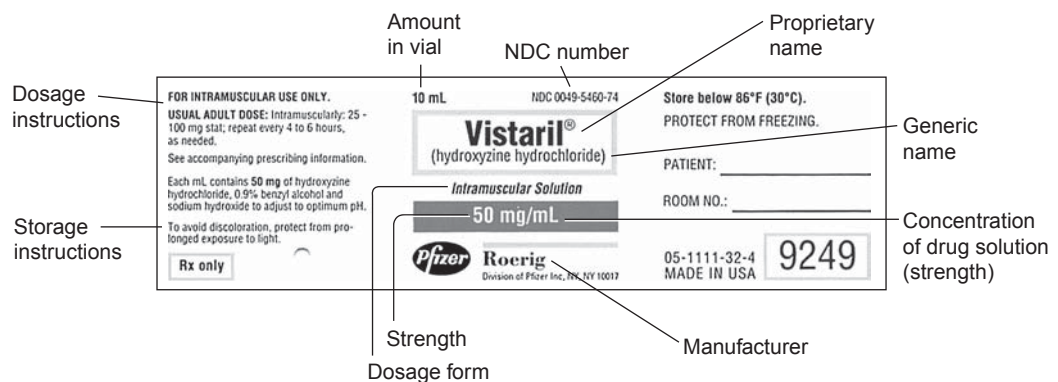 Amount
in vial
NDC number
Proprietary
name
Dosage
instructions
FOR INTRAMUSCULAR USE ONLY.
USUAL ADULT DOSE: Intramuscularly: 25 -
100 mg stat; repeat every 4 to 6 hours,
as needed.
See accompanying prescribing information.
Each mL contains 50 mg of hydroxyzine
hydrochloride, 0.9% benzyl alcohol and
sodium hydroxide to adjust to optimum pH.
To avoid discoloration, protect from pro-
longed exposure to light.
Rx only
Storage
instructions
10 mL
NDC 0049-5460-74
Vistaril®
(hydroxyzine hydrochloride)
Intramuscular Solution
50 mg/mL
Pfizer
Roerig
Division of Pfizer Inc, NY, NY 10017
Store below 86°F (30°C).
PROTECT FROM FREEZING.
PATIENT:
ROOM NO.:
05-1111-32-4
MADE IN USA
9249
Generic
name
Concentration
of drug solution
(strength)
Strength
Dosage form
Manufacturer